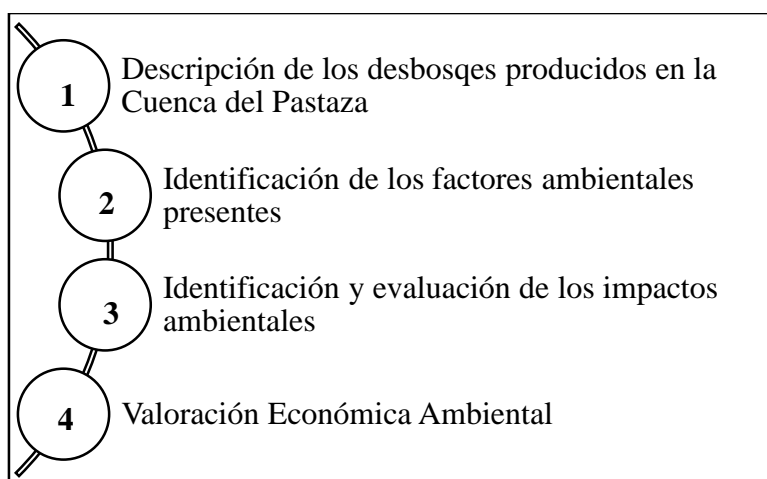 1
Descripción de los desbosqes producidos en la
Cuenca del Pastaza
2
Identificación de los factores ambientales
presentes
3
Identificación y evaluación de los impactos
ambientales
4
Valoración Económica Ambiental